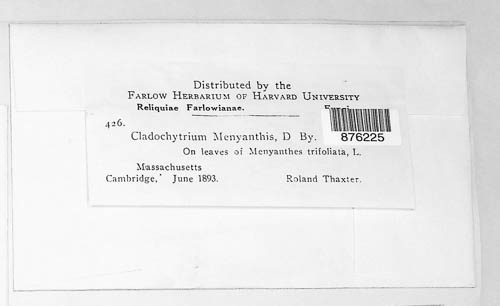 Distributed by the
FARLOW HERBARIUM OF HARVARD UNIVERSITY
Reliquiae Farlowianae.
426.
Cladochytrium Menyanthis, D By.
876225
On leaves of Menyanthes trifoliata, L.
Massachusetts
Cambridge, June 1893. Roland Thaxter.